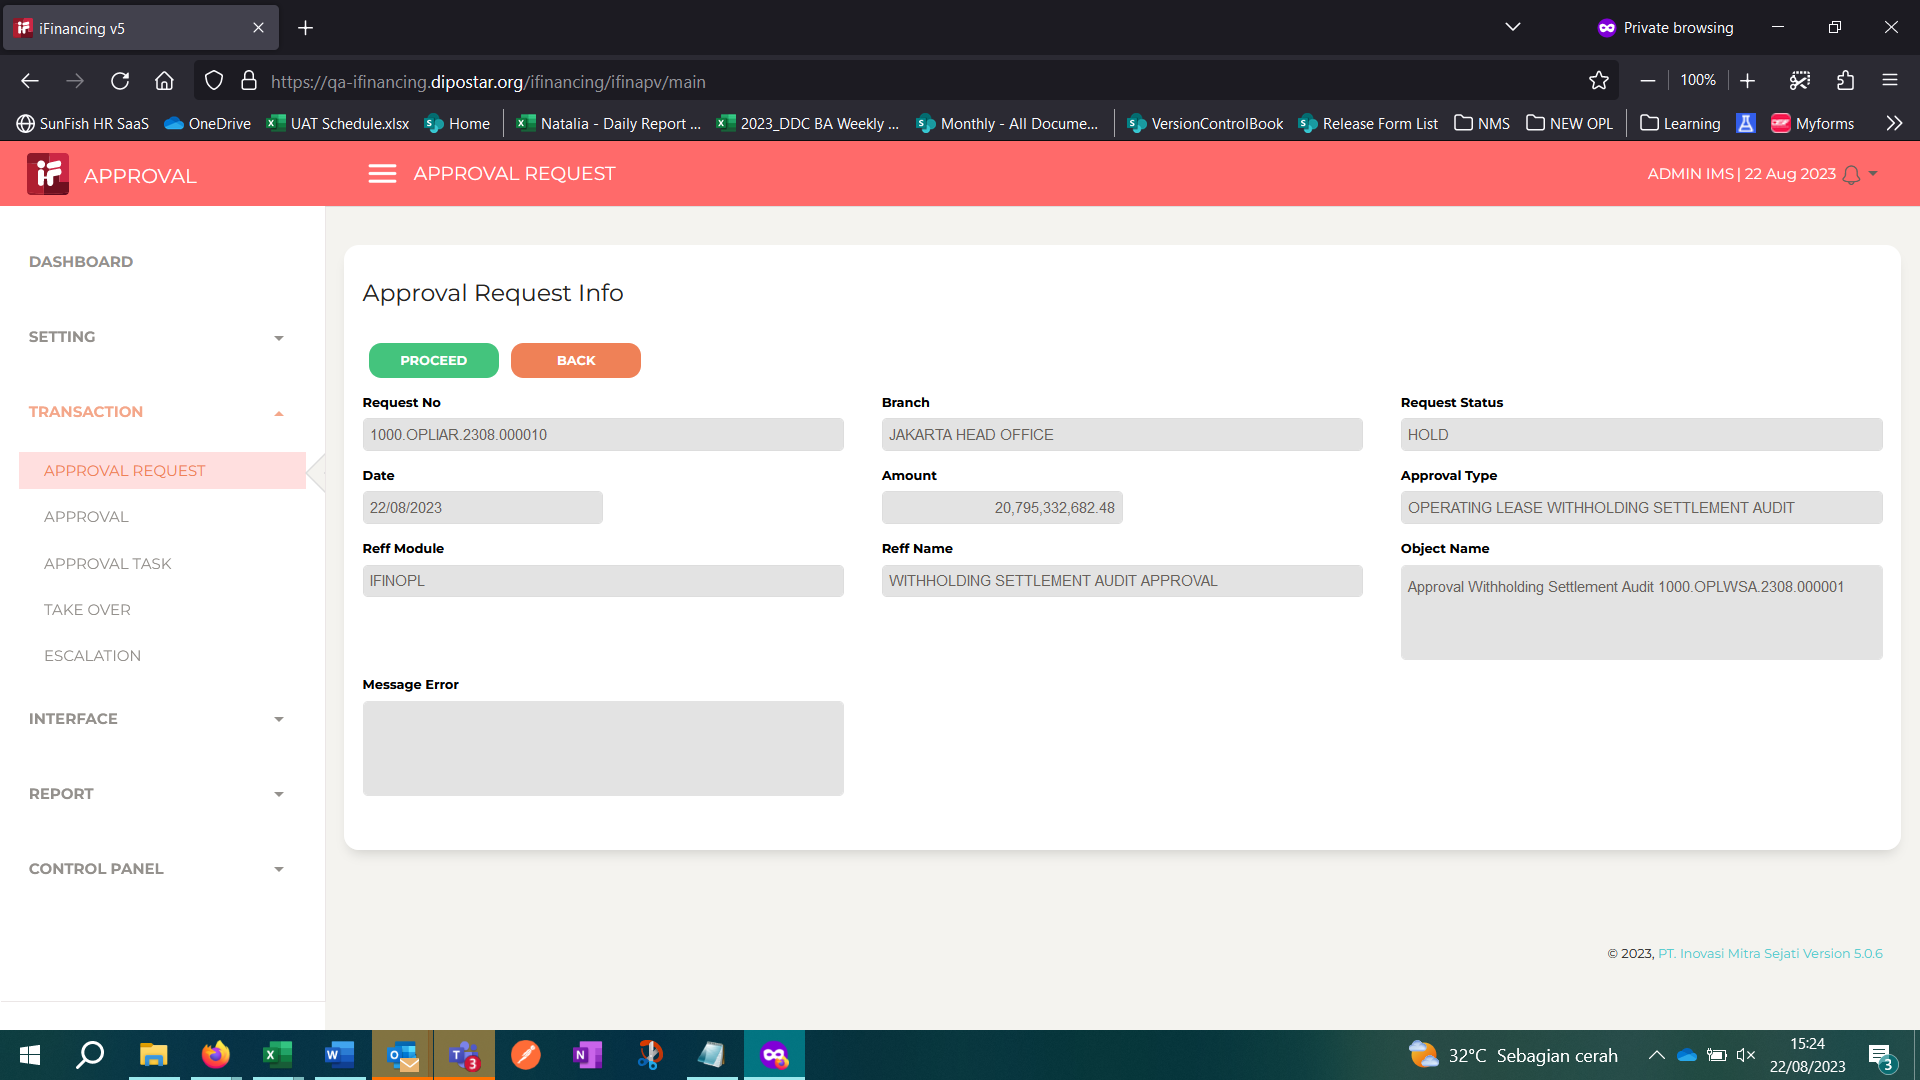 iFinancing v5
Private browsing
https://qa-ifinancing.dipostar.org/ifinancing/ifinapv/main
100%
SunFish HR SaaS
OneDrive
UAT Schedule.xlsx
Home
Natalia - Daily Report ...
2023_DDC BA Weekly ...
Monthly - All Docume...
VersionControlBook
Release Form List
NMS
NEW OPL
Learning
Myforms
iF APPROVAL
APPROVAL REQUEST
ADMIN IMS | 22 Aug 2023
DASHBOARD
SETTING
TRANSACTION
APPROVAL REQUEST
APPROVAL
APPROVAL TASK
TAKE OVER
ESCALATION
INTERFACE
REPORT
CONTROL PANEL
Approval Request Info
PROCEED
BACK
Request No
1000.OPLIAR.2308.000010
Branch
JAKARTA HEAD OFFICE
Request Status
HOLD
Date
22/08/2023
Amount
20,795,332,682.48
Approval Type
OPERATING LEASE WITHHOLDING SETTLEMENT AUDIT
Reff Module
IFINOPL
Reff Name
WITHHOLDING SETTLEMENT AUDIT APPROVAL
Object Name
Approval Withholding Settlement Audit 1000.OPLWSA.2308.000001
Message Error
© 2023, PT. Inovasi Mitra Sejati Version 5.0.6
3
32°C Sebagian cerah
15:24
22/08/2023
3